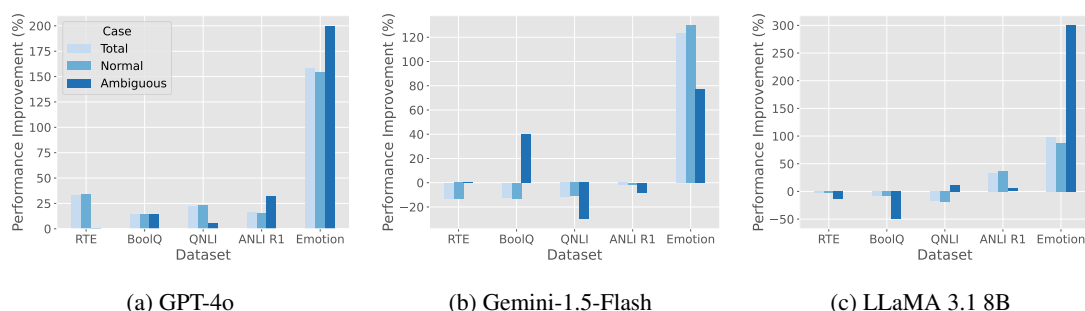 Performance Improvement (%)
200
175
150
125
100
75
50
25
0
Case
Total
Normal
Ambiguous
RTE BoolQ QNLI ANLI R1 Emotion
Dataset
(a) GPT-4o
Performance Improvement (%)
120
100
80
60
40
20
0
−20
RTE BoolQ QNLI ANLI R1 Emotion
Dataset
(b) Gemini-1.5-Flash
Performance Improvement (%)
300
250
200
150
100
50
0
−50
RTE BoolQ QNLI ANLI R1 Emotion
Dataset
(c) LLaMA 3.1 8B